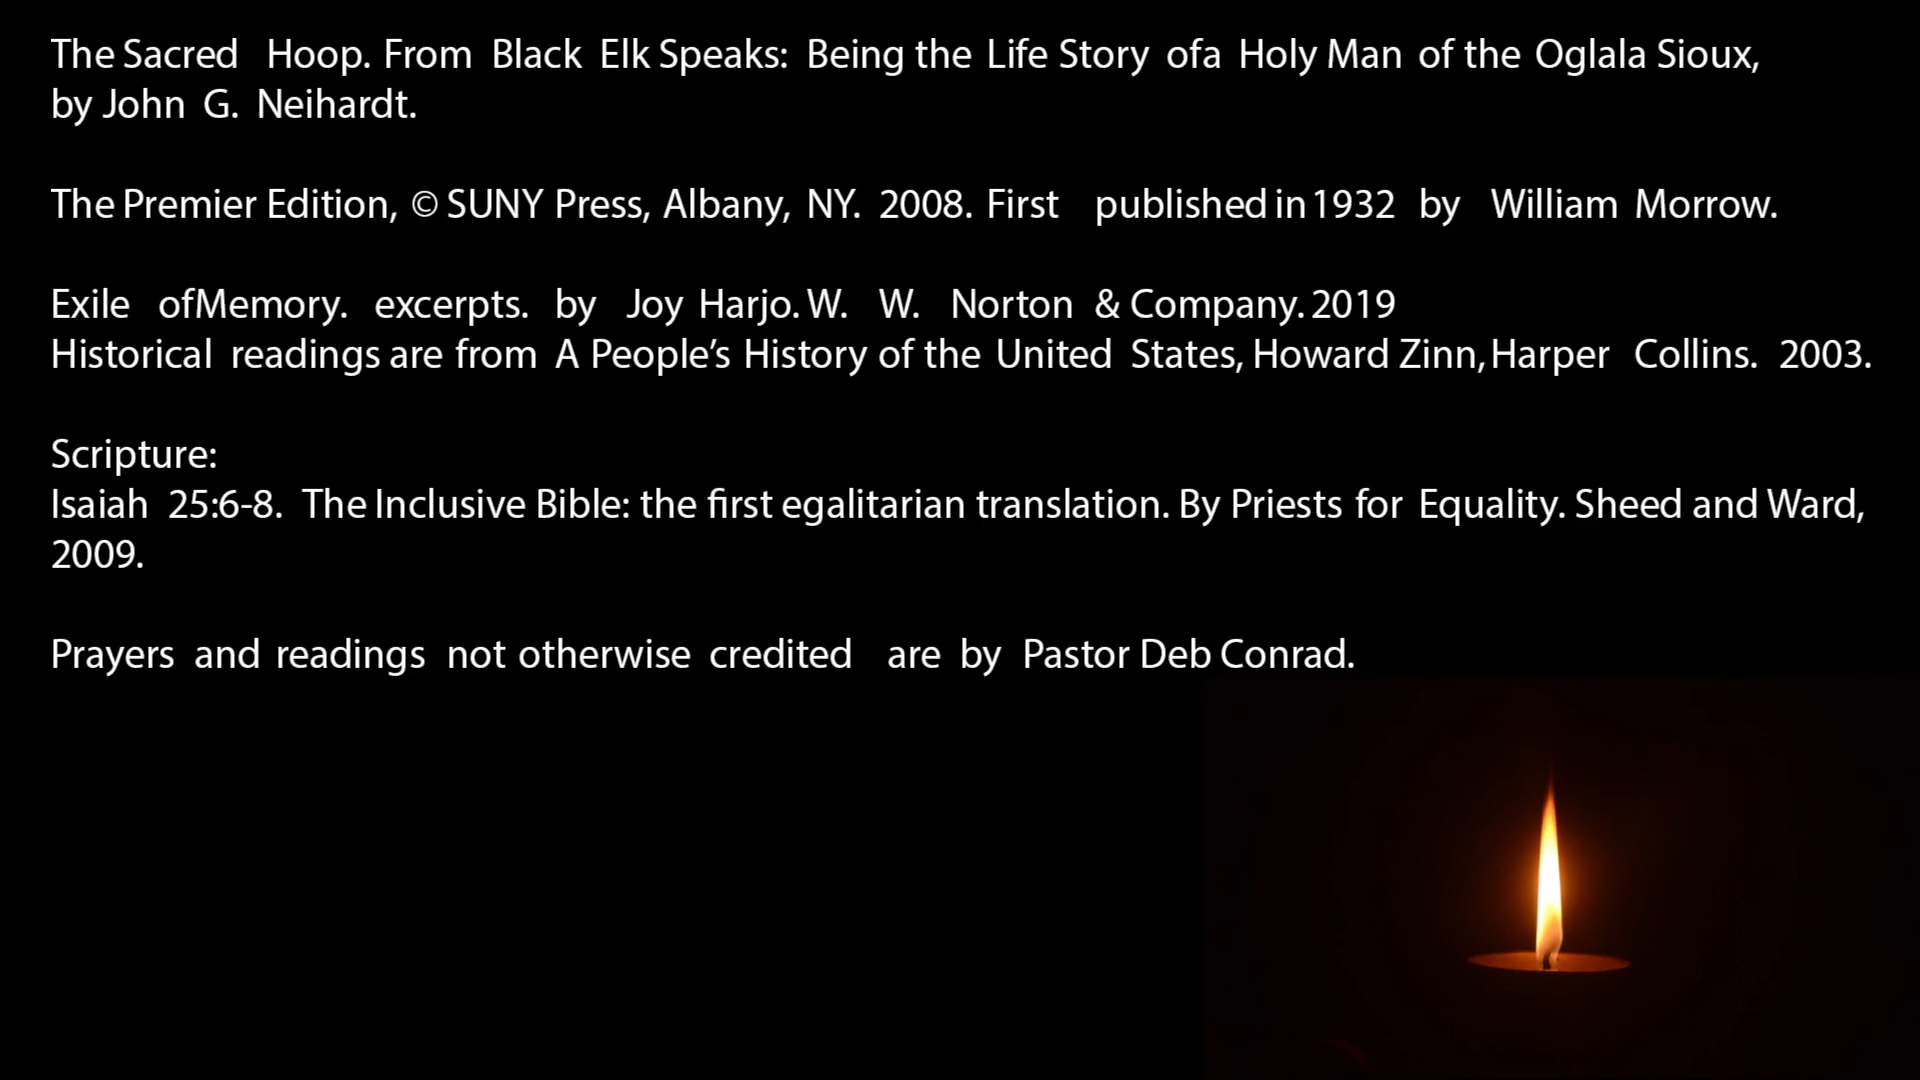 The Sacred Hoop. From Black Elk Speaks: Being the Life Story ofa Holy Man of the Oglala Sioux,
by John G. Neihardt.
The Premier Edition, © SUNY Press, Albany, NY. 2008. First published in 1932 by William Morrow.
Exile ofMemory. excerpts. by Joy Harjo. W. W. Norton & Company. 2019
Historical readings are from A People’s History of the United States, Howard Zinn, Harper Collins. 2003.
Scripture:
Isaiah 25:6-8. The Inclusive Bible: the first egalitarian translation. By Priests for Equality. Sheed and Ward,
2009.
Prayers and readings not otherwise credited are by Pastor Deb Conrad.